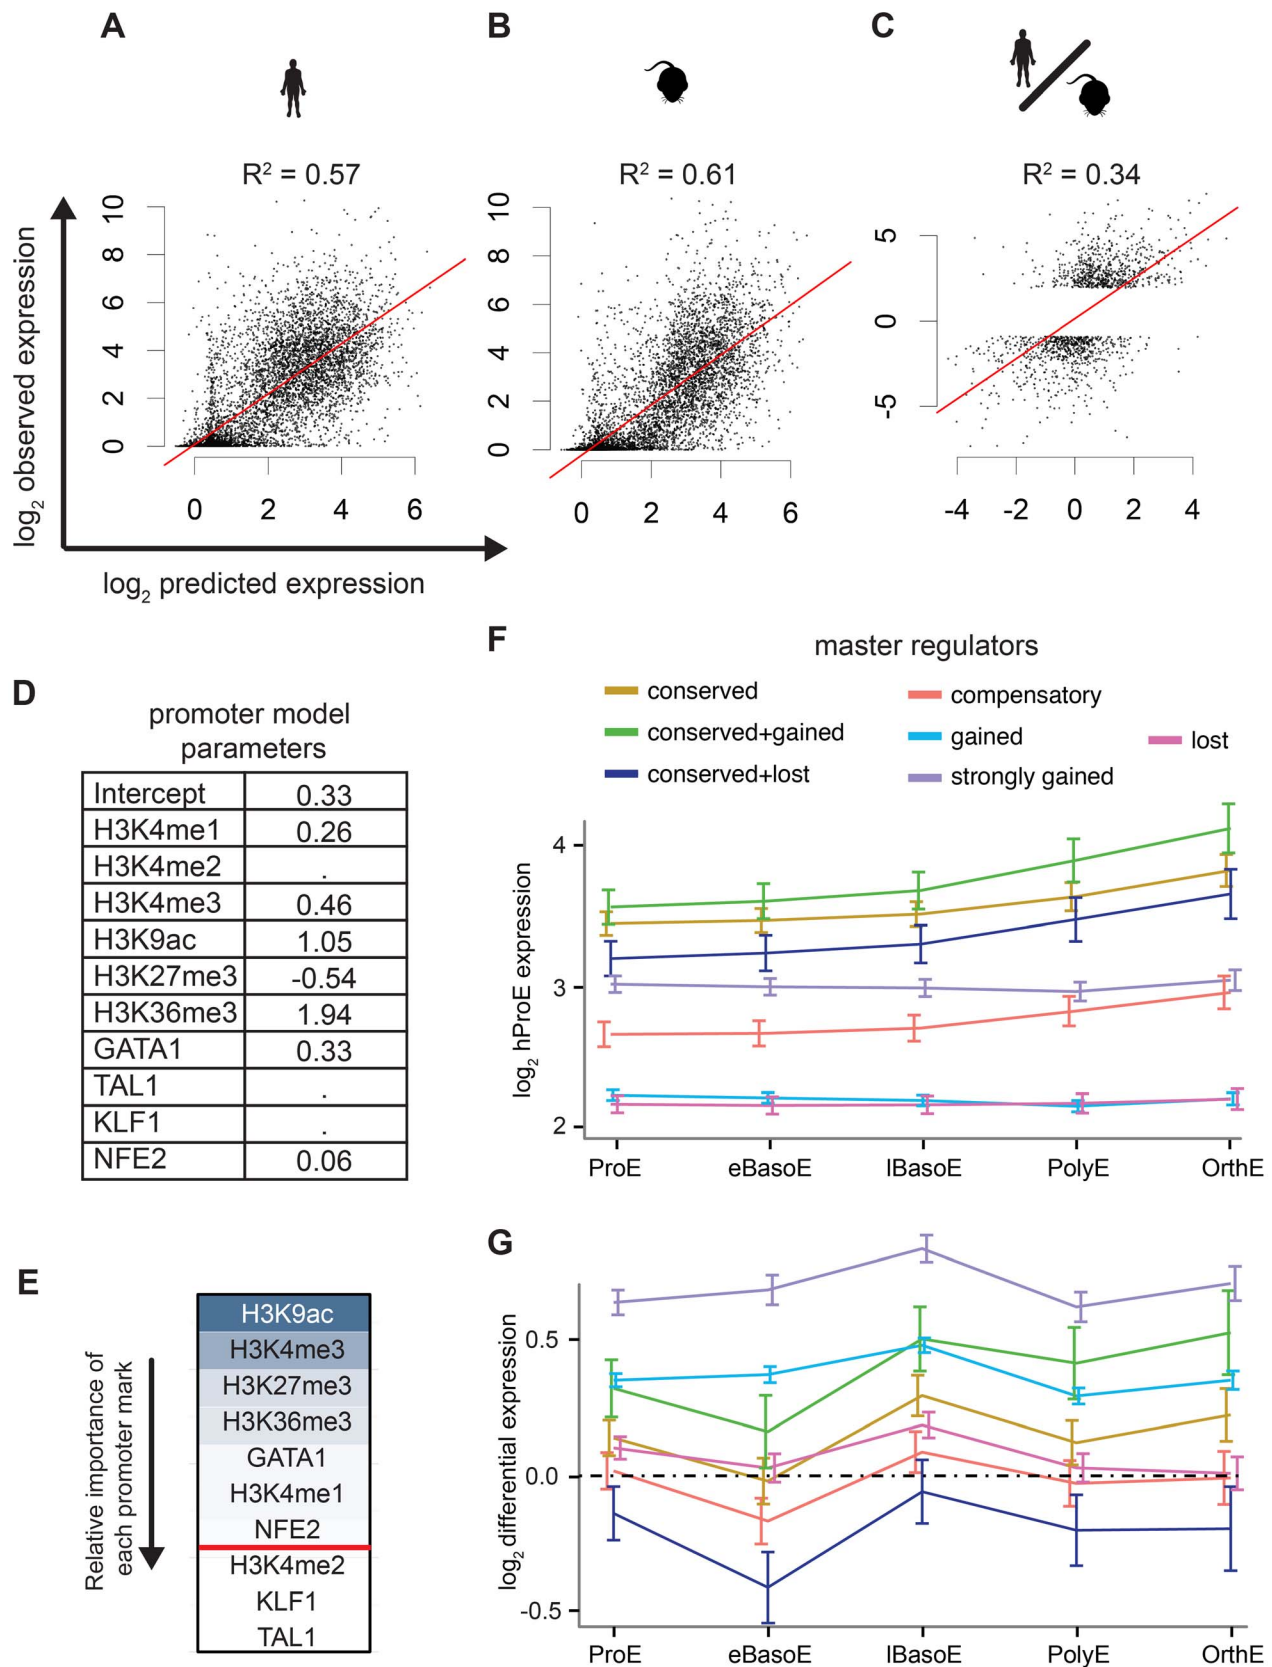 A
B
C
R² = 0.57
R² = 0.61
R² = 0.34
log₂ observed expression
10
8
6
4
2
0
0 2 4 6
10
8
6
4
2
0
0 2 4 6
5
0
-5
-4 -2 0 2 4
log₂ predicted expression
D
promoter model
parameters
Intercept 0.33
H3K4me1 0.26
H3K4me2 .
H3K4me3 0.46
H3K9ac 1.05
H3K27me3 -0.54
H3K36me3 1.94
GATA1 0.33
TAL1 .
KLF1 .
NFE2 0.06
E
Relative importance of
each promoter mark
H3K9ac
H3K4me3
H3K27me3
H3K36me3
GATA1
H3K4me1
NFE2
H3K4me2
KLF1
TAL1
F
master regulators
conserved
conserved+gained
conserved+lost
compensatory
gained
strongly gained
lost
log₂ hProE expression
4
3
2
ProE eBasoE lBasoE PolyE OrthE
G
log₂ differential expression
0.5
0.0
-0.5
ProE eBasoE lBasoE PolyE OrthE